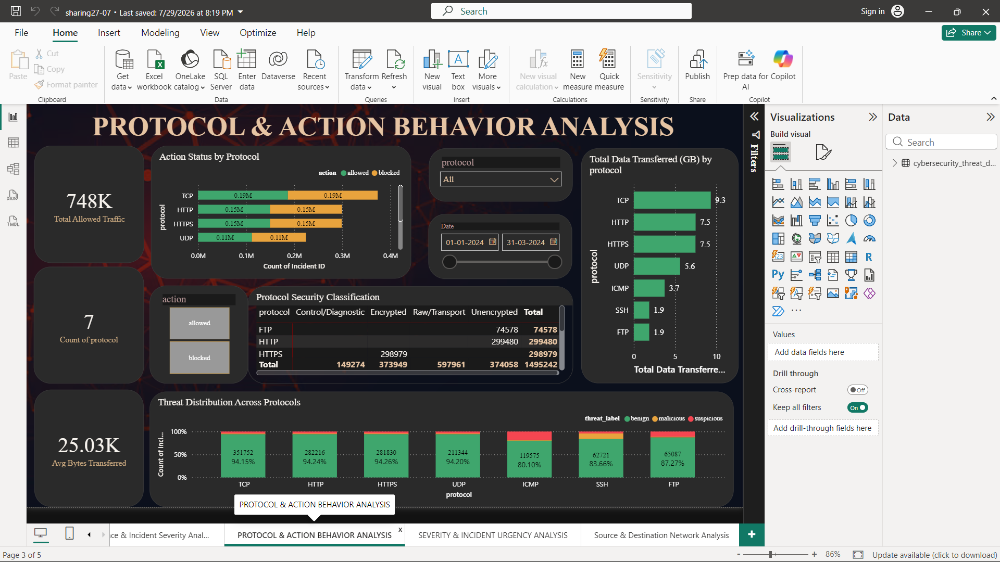 sharing27-07 • Last saved: 7/29/2026 at 8:19 PM
Search
Sign in
File
Home
Insert
Modeling
View
Optimize
Help
Share
Paste
Cut
Copy
Format painter
Clipboard
Get data
Excel workbook
OneLake catalog
SQL Server
Enter data
Dataverse
Recent sources
Data
Transform data
Refresh
Queries
New visual
Text box
More visuals
Insert
New visual calculation
New measure
Quick measure
Calculations
Sensitivity
Sensitivity
Publish
Share
Prep data for AI
Copilot
Copilot
DAX
TMDL
PROTOCOL & ACTION BEHAVIOR ANALYSIS
748K
Total Allowed Traffic
7
Count of protocol
25.03K
Avg Bytes Transferred
Action Status by Protocol
action allowed blocked
protocol
TCP 0.19M 0.19M
HTTP 0.15M 0.15M
HTTPS 0.15M 0.15M
UDP 0.11M 0.11M
0.0M 0.1M 0.2M 0.3M 0.4M
Count of Incident ID
protocol
All
Date
01-01-2024 31-03-2024
action
allowed
blocked
Protocol Security Classification
protocol Control/Diagnostic Encrypted Raw/Transport Unencrypted Total
FTP 74578 74578
HTTP 299480 299480
HTTPS 298979 298979
Total 149274 373949 597961 374058 1495242
Total Data Transferred (GB) by
protocol
protocol
TCP 9.3
HTTP 7.5
HTTPS 7.5
UDP 5.6
ICMP 3.7
SSH 1.9
FTP 1.9
0 5 10
Total Data Transferre...
Threat Distribution Across Protocols
threat_label benign malicious suspicious
Count of Inci...
100%
50%
0%
351752 282216 281830 211344 119575 62721 65087
94.15% 94.24% 94.26% 94.20% 80.10% 83.66% 87.27%
TCP HTTP HTTPS UDP ICMP SSH FTP
protocol
PROTOCOL & ACTION BEHAVIOR ANALYSIS
Filters
Visualizations
Build visual
123
R
Py
Values
Add data fields here
Drill through
Cross-report
Off
Keep all filters
On
Add drill-through fields here
Data
Search
cybersecurity_threat_d...
ce & Incident Severity Anal...
PROTOCOL & ACTION BEHAVIOR ANALYSIS
SEVERITY & INCIDENT URGENCY ANALYSIS
Source & Destination Network Analysis
Page 3 of 5
86%
Update available (click to download)